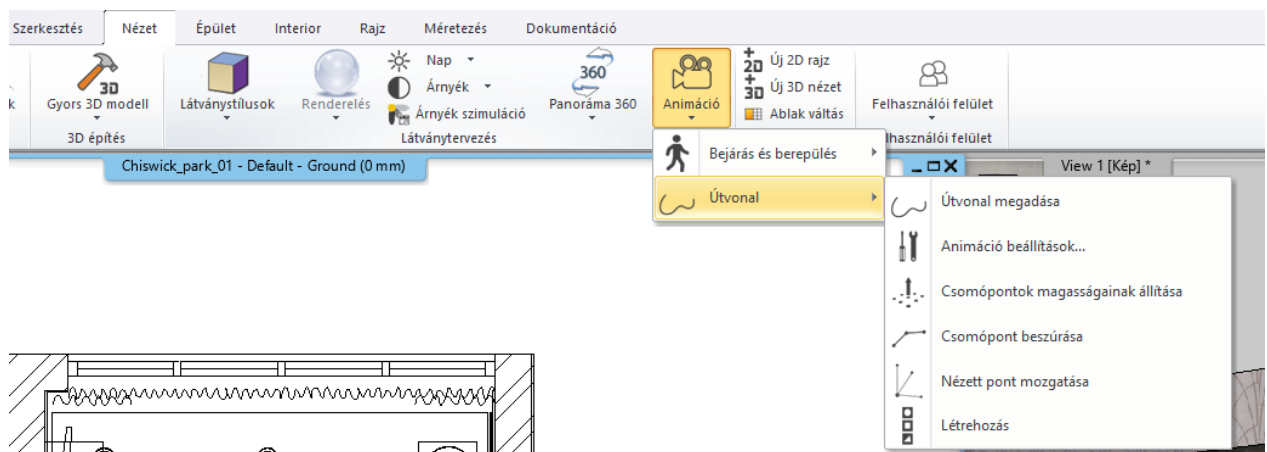 Szerkesztés Nézet Épület Interior Rajz Méretezés Dokumentáció
3D
Gyors 3D modell
3D építés
Látványstílusok
Renderelés
Nap
Árnyék
Árnyék szimuláció
360
Panoráma 360
Látványtervezés
Animáció
2D Új 2D rajz
3D Új 3D nézet
Ablak váltás
Felhasználói felület
lhasználói felület
Bejárás és berepülés
Útvonal
Chiswick_park_01 - Default - Ground (0 mm)
View 1 [Kép] *
Útvonal megadása
Animáció beállítások...
Csomópontok magasságainak állítása
Csomópont beszúrása
Nézett pont mozgatása
Létrehozás